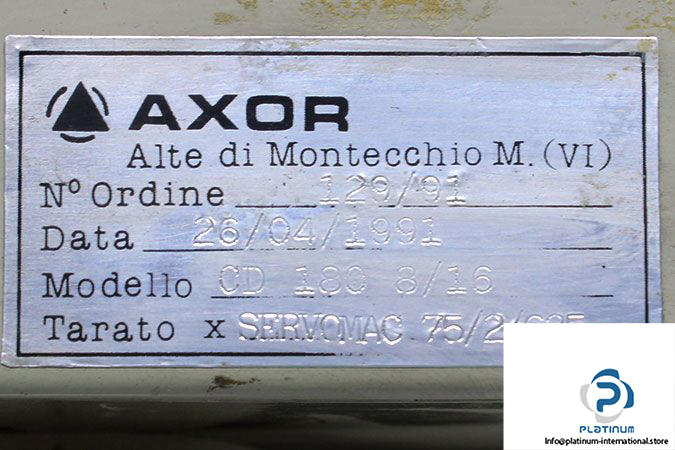 AXOR
Alte di Montecchio M. (VI)
Nº Ordine 129/91
Data 26/04/1991
Modello CD 180 8/16
Tarato x SERVOMAC 75/2/
PLATINUM
Info@platinum-international.store